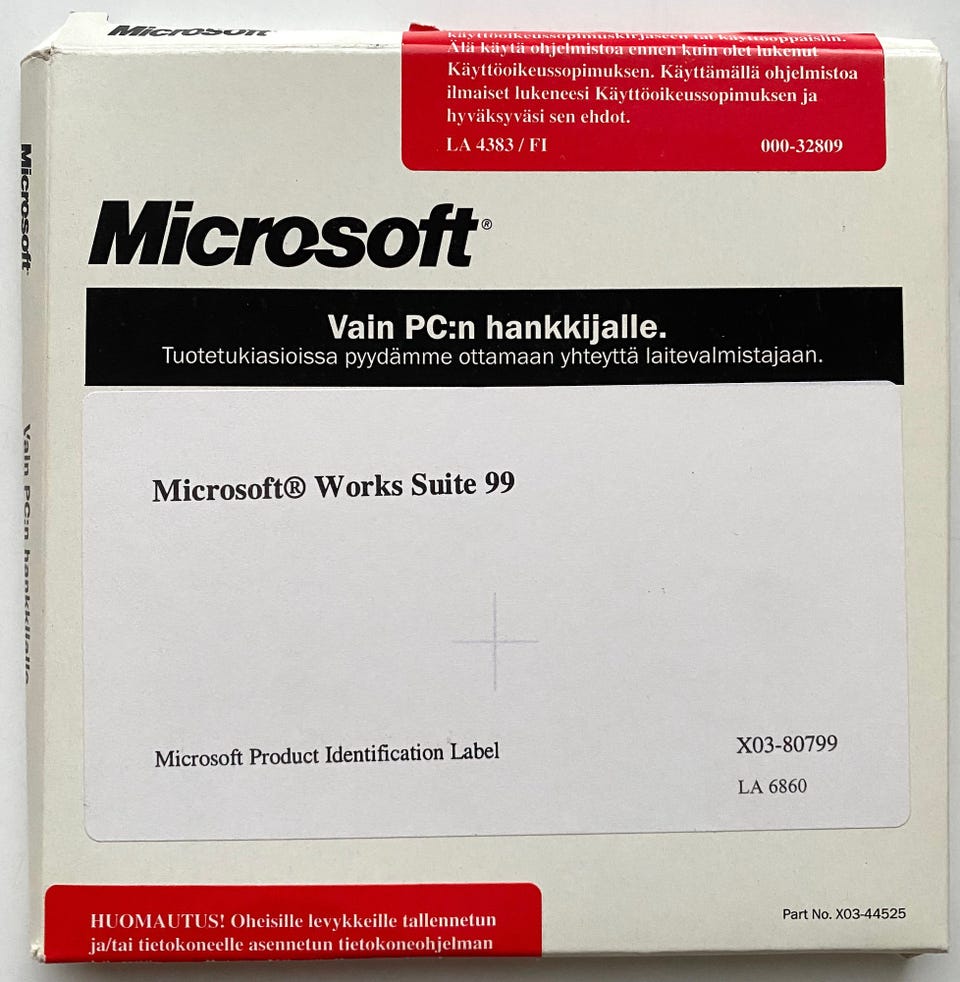 Microsoft
käyttöoikeussopimuskirjaseen tai käyttöoppaisiin.
Älä käytä ohjelmistoa ennen kuin olet lukenut
Käyttöoikeussopimuksen. Käyttämällä ohjelmistoa
ilmaiset lukeneesi Käyttöoikeussopimuksen ja
hyväksyväsi sen ehdot.
LA 4383 / FI 000-32809
Microsoft
Microsoft®
Vain PC:n hankkijalle.
Tuotetukiasioissa pyydämme ottamaan yhteyttä laitevalmistajaan.
Vain PC:n hankkijalle
Microsoft® Works Suite 99
Microsoft Product Identification Label X03-80799
LA 6860
HUOMAUTUS! Oheisille levykkeille tallennetun
ja/tai tietokoneelle asennetun tietokoneohjelman
Part No. X03-44525